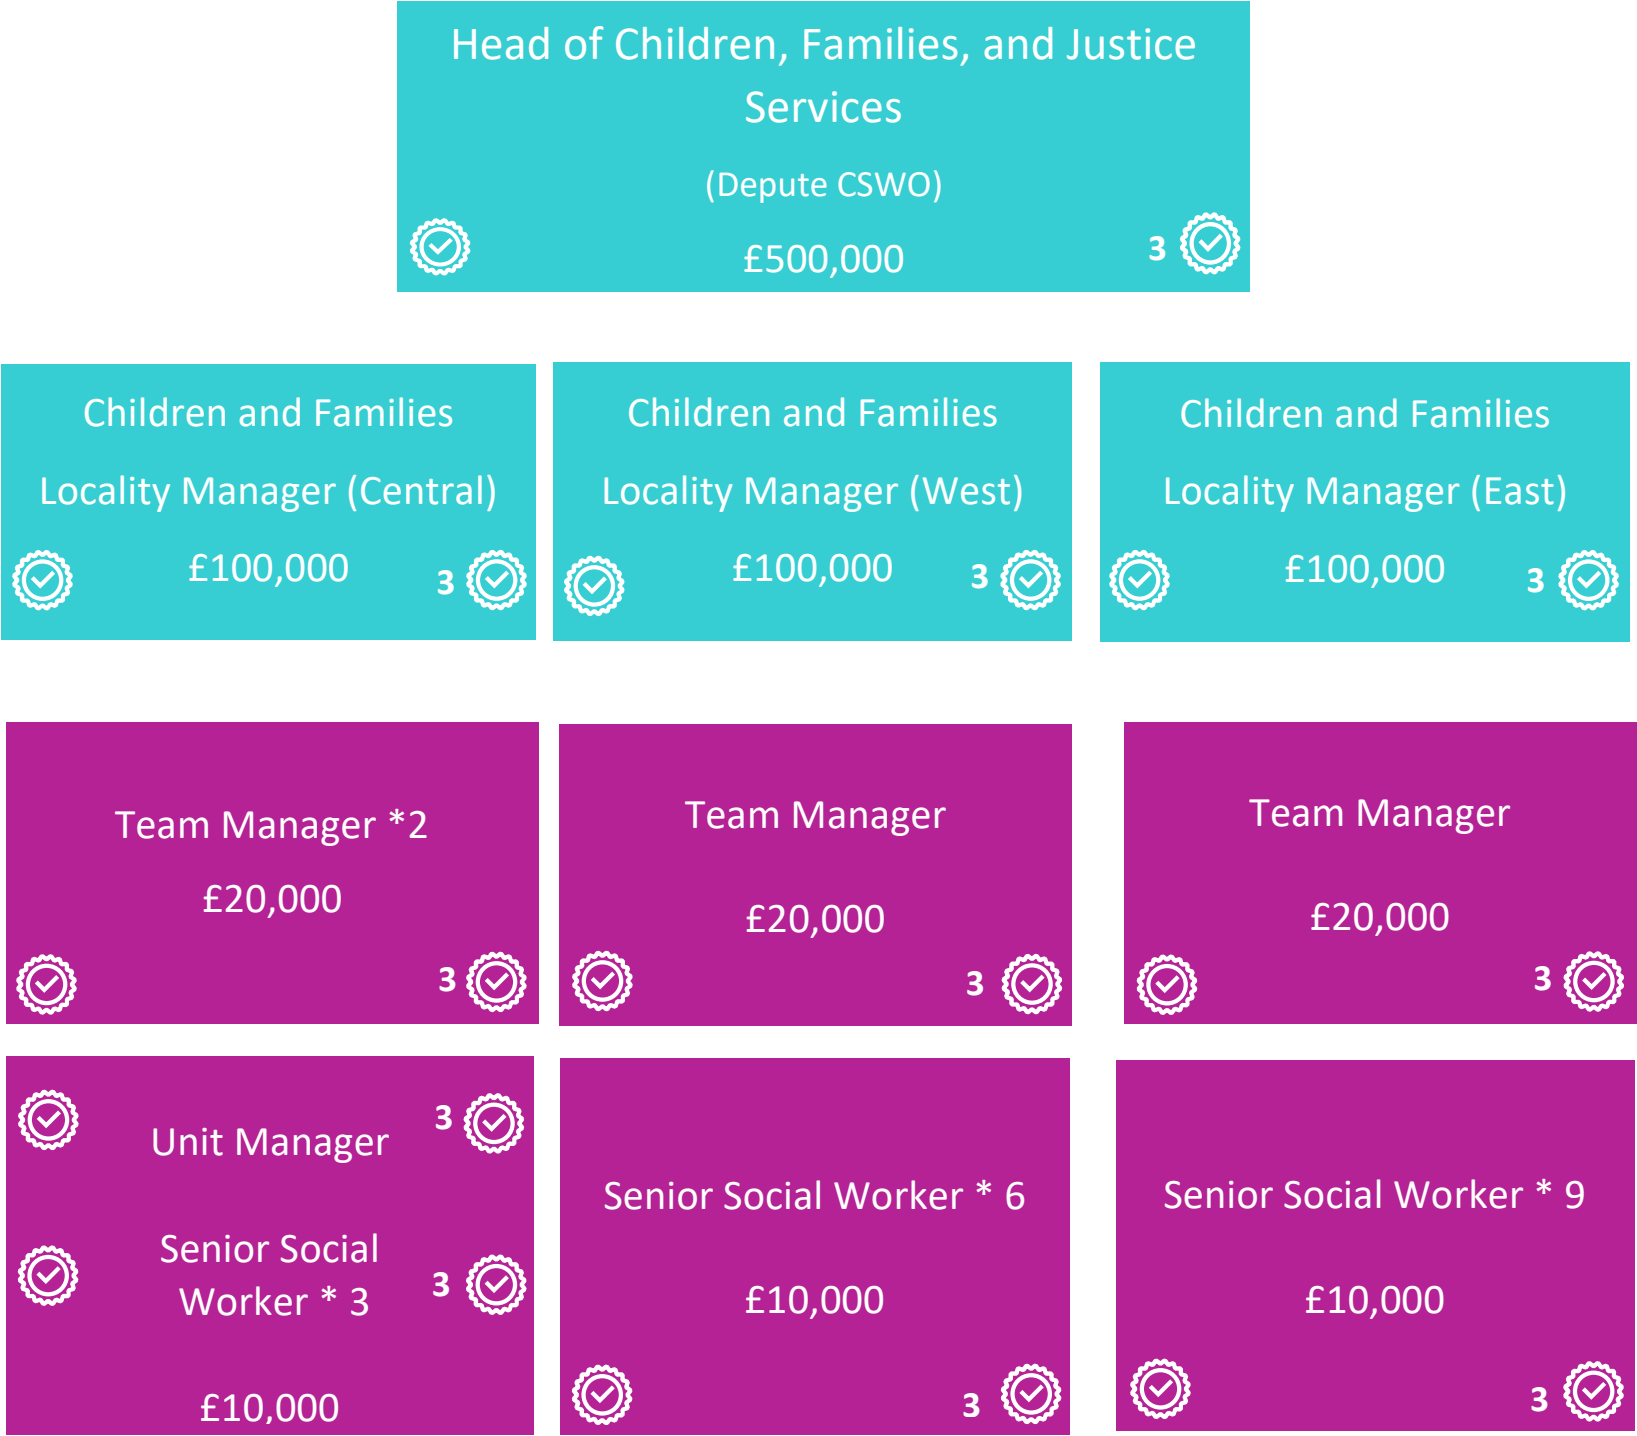 Head of Children, Families, and Justice
Services
(Depute CSWO)
£500,000
3
Children and Families
Locality Manager (Central)
£100,000
3
Children and Families
Locality Manager (West)
£100,000
3
Children and Families
Locality Manager (East)
£100,000
3
Team Manager *2
£20,000
3
Team Manager
£20,000
3
Team Manager
£20,000
3
Unit Manager
3
Senior Social
Worker * 3
3
£10,000
Senior Social Worker * 6
£10,000
3
Senior Social Worker * 9
£10,000
3